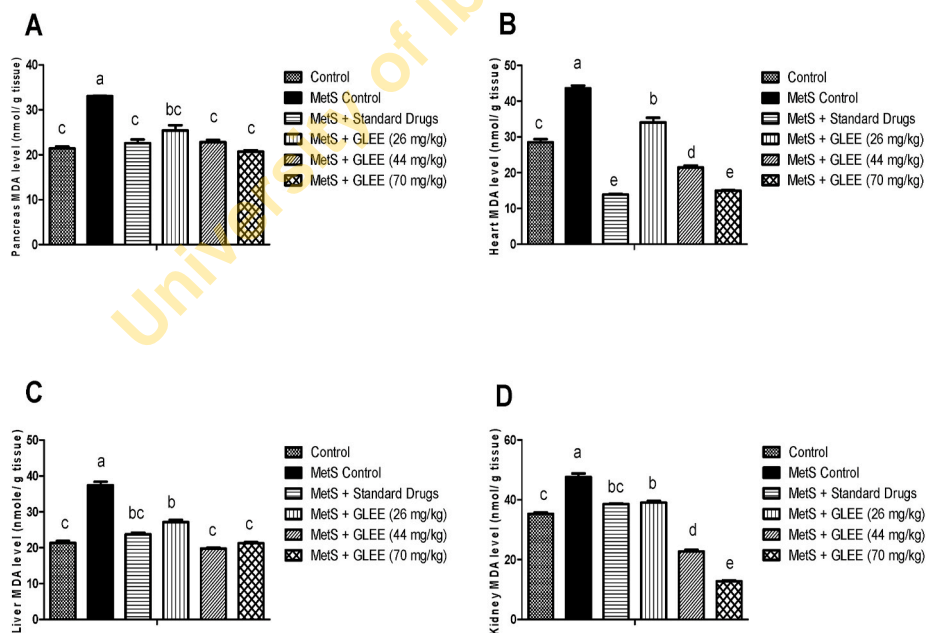 A
Pancreas MDA level (nmol/ g tissue)
40
30
20
10
0
c
a
c
bc
c
c
Control
MetS Control
MetS + Standard Drugs
MetS + GLEE (26 mg/kg)
MetS + GLEE (44 mg/kg)
MetS + GLEE (70 mg/kg)
B
Heart MDA level (nmol/ g tissue)
50
40
30
20
10
0
c
a
e
b
d
e
Control
MetS Control
MetS + Standard Drugs
MetS + GLEE (26 mg/kg)
MetS + GLEE (44 mg/kg)
MetS + GLEE (70 mg/kg)
C
Liver MDA level (nmole/g tissue)
50
40
30
20
10
0
c
a
bc
b
c
c
Control
MetS Control
MetS + Standard Drugs
MetS + GLEE (26 mg/kg)
MetS + GLEE (44 mg/kg)
MetS + GLEE (70 mg/kg)
D
Kidney MDA level (nmol/ g tissue)
60
40
20
0
c
a
bc
b
d
e
Control
MetS Control
MetS + Standard Drugs
MetS + GLEE (26 mg/kg)
MetS + GLEE (44 mg/kg)
MetS + GLEE (70 mg/kg)
University of